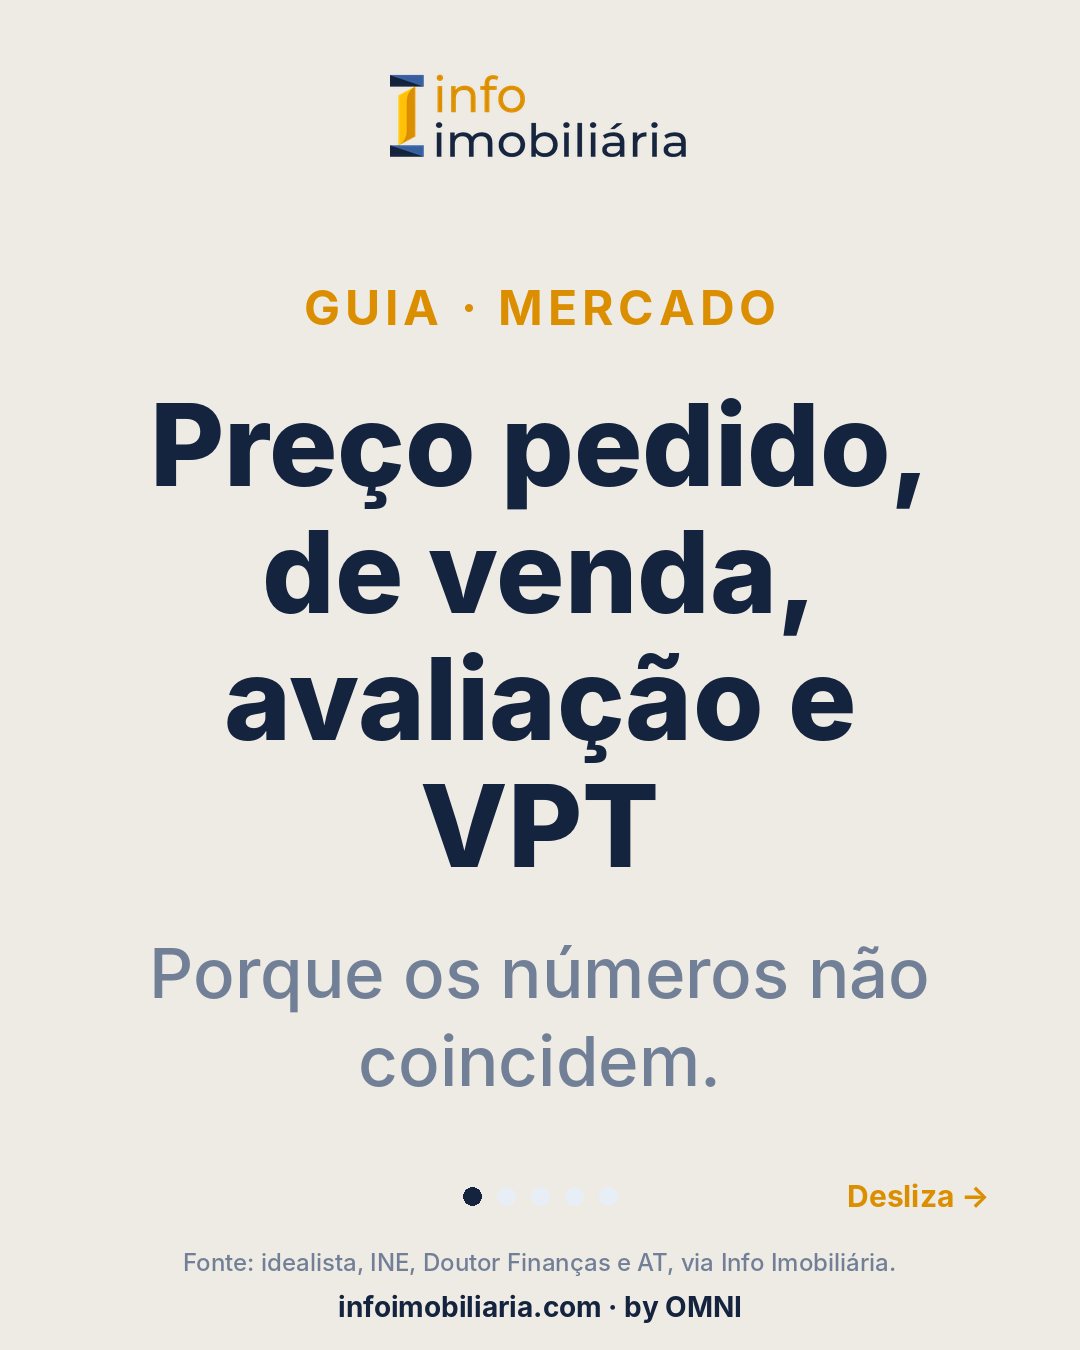 info
imobiliária
GUIA · MERCADO
Preço pedido,
de venda,
avaliação e
VPT
Porque os números não
coincidem.
Desliza →
Fonte: idealista, INE, Doutor Finanças e AT, via Info Imobiliária.
infoimobiliaria.com · by OMNI